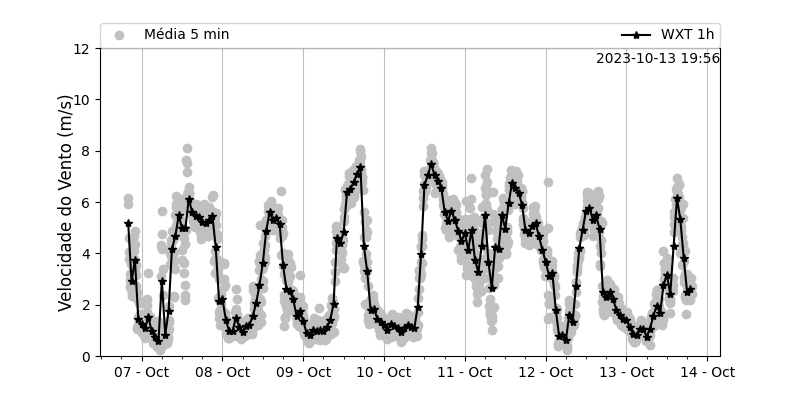 Média 5 min
WXT 1h
2023-10-13 19:56
Velocidade do Vento (m/s)
12
10
8
6
4
2
0
07 - Oct
08 - Oct
09 - Oct
10 - Oct
11 - Oct
12 - Oct
13 - Oct
14 - Oct